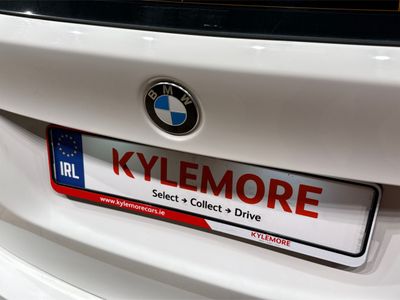 BMW
IRL
KYLEMORE
Select → Collect → Drive
www.kylemorecars.ie
KYLEMORE